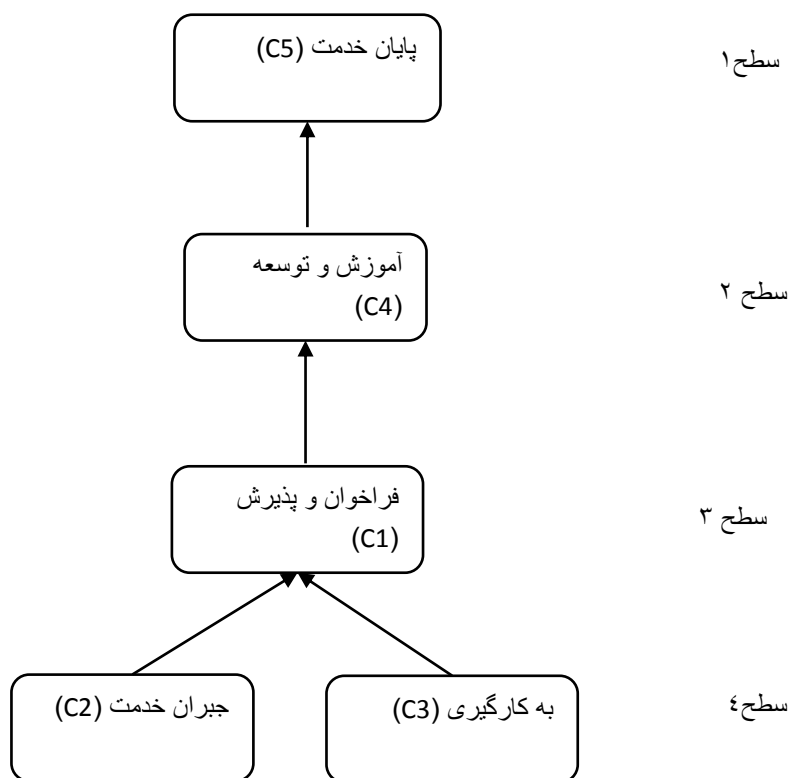 پایان خدمت (C5)
سطح۱
آموزش و توسعه
(C4)
سطح ۲
فراخوان و پذیرش
(C1)
سطح ۳
جبران خدمت (C2)
به کارگیری (C3)
سطح٤